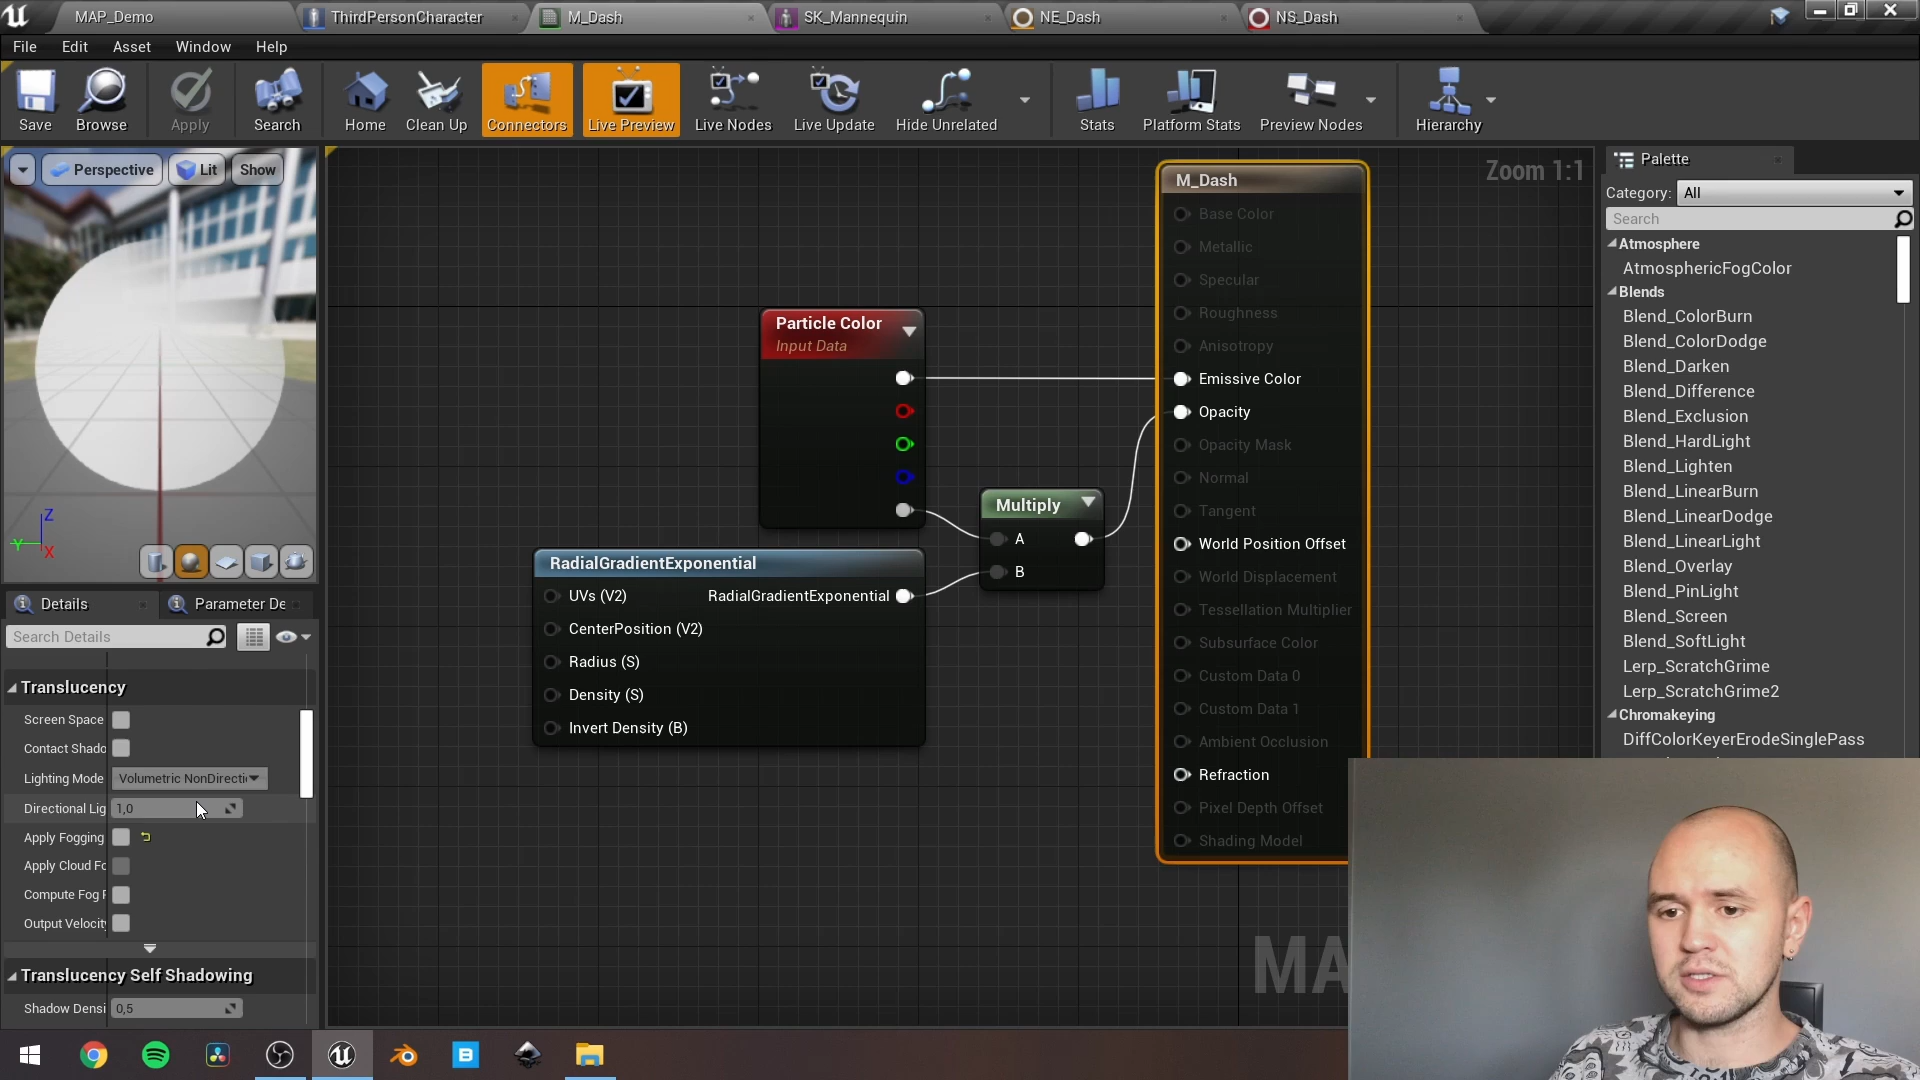 MAP_Demo
ThirdPersonCharacter
M_Dash
SK_Mannequin
NE_Dash
NS_Dash
File Edit Asset Window Help
Save
Browse
Apply
Search
Home
Clean Up
Connectors
Live Preview
Live Nodes
Live Update
Hide Unrelated
Stats
Platform Stats
Preview Nodes
Hierarchy
Perspective
Lit
Show
Z
Y
X
Details
Parameter De
Search Details
Translucency
Screen Space
Contact Shado
Lighting Mode
Volumetric NonDirecti
Directional Lig
1,0
Apply Fogging
Apply Cloud Fo
Compute Fog P
Output Velocity
Translucency Self Shadowing
Shadow Densi
0,5
Zoom 1:1
Particle Color
Input Data
RadialGradientExponential
UVs (V2)
RadialGradientExponential
CenterPosition (V2)
Radius (S)
Density (S)
Invert Density (B)
Multiply
A
B
M_Dash
Base Color
Metallic
Specular
Roughness
Anisotropy
Emissive Color
Opacity
Opacity Mask
Normal
Tangent
World Position Offset
World Displacement
Tessellation Multiplier
Subsurface Color
Custom Data 0
Custom Data 1
Ambient Occlusion
Refraction
Pixel Depth Offset
Shading Model
MA
Palette
Category: All
Search
Atmosphere
AtmosphericFogColor
Blends
Blend_ColorBurn
Blend_ColorDodge
Blend_Darken
Blend_Difference
Blend_Exclusion
Blend_HardLight
Blend_Lighten
Blend_LinearBurn
Blend_LinearDodge
Blend_LinearLight
Blend_Overlay
Blend_PinLight
Blend_Screen
Blend_SoftLight
Lerp_ScratchGrime
Lerp_ScratchGrime2
Chromakeying
DiffColorKeyerErodeSinglePass